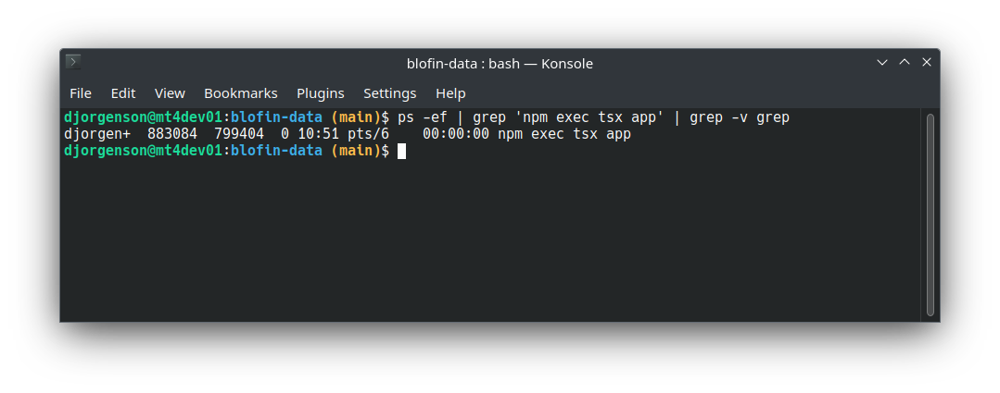 blofin-data : bash — Konsole
File Edit View Bookmarks Plugins Settings Help
djorgenson@mt4dev01:blofin-data (main)$ ps -ef | grep 'npm exec tsx app' | grep -v grep
djorgen+  883084  799404  0 10:51 pts/6    00:00:00 npm exec tsx app
djorgenson@mt4dev01:blofin-data (main)$